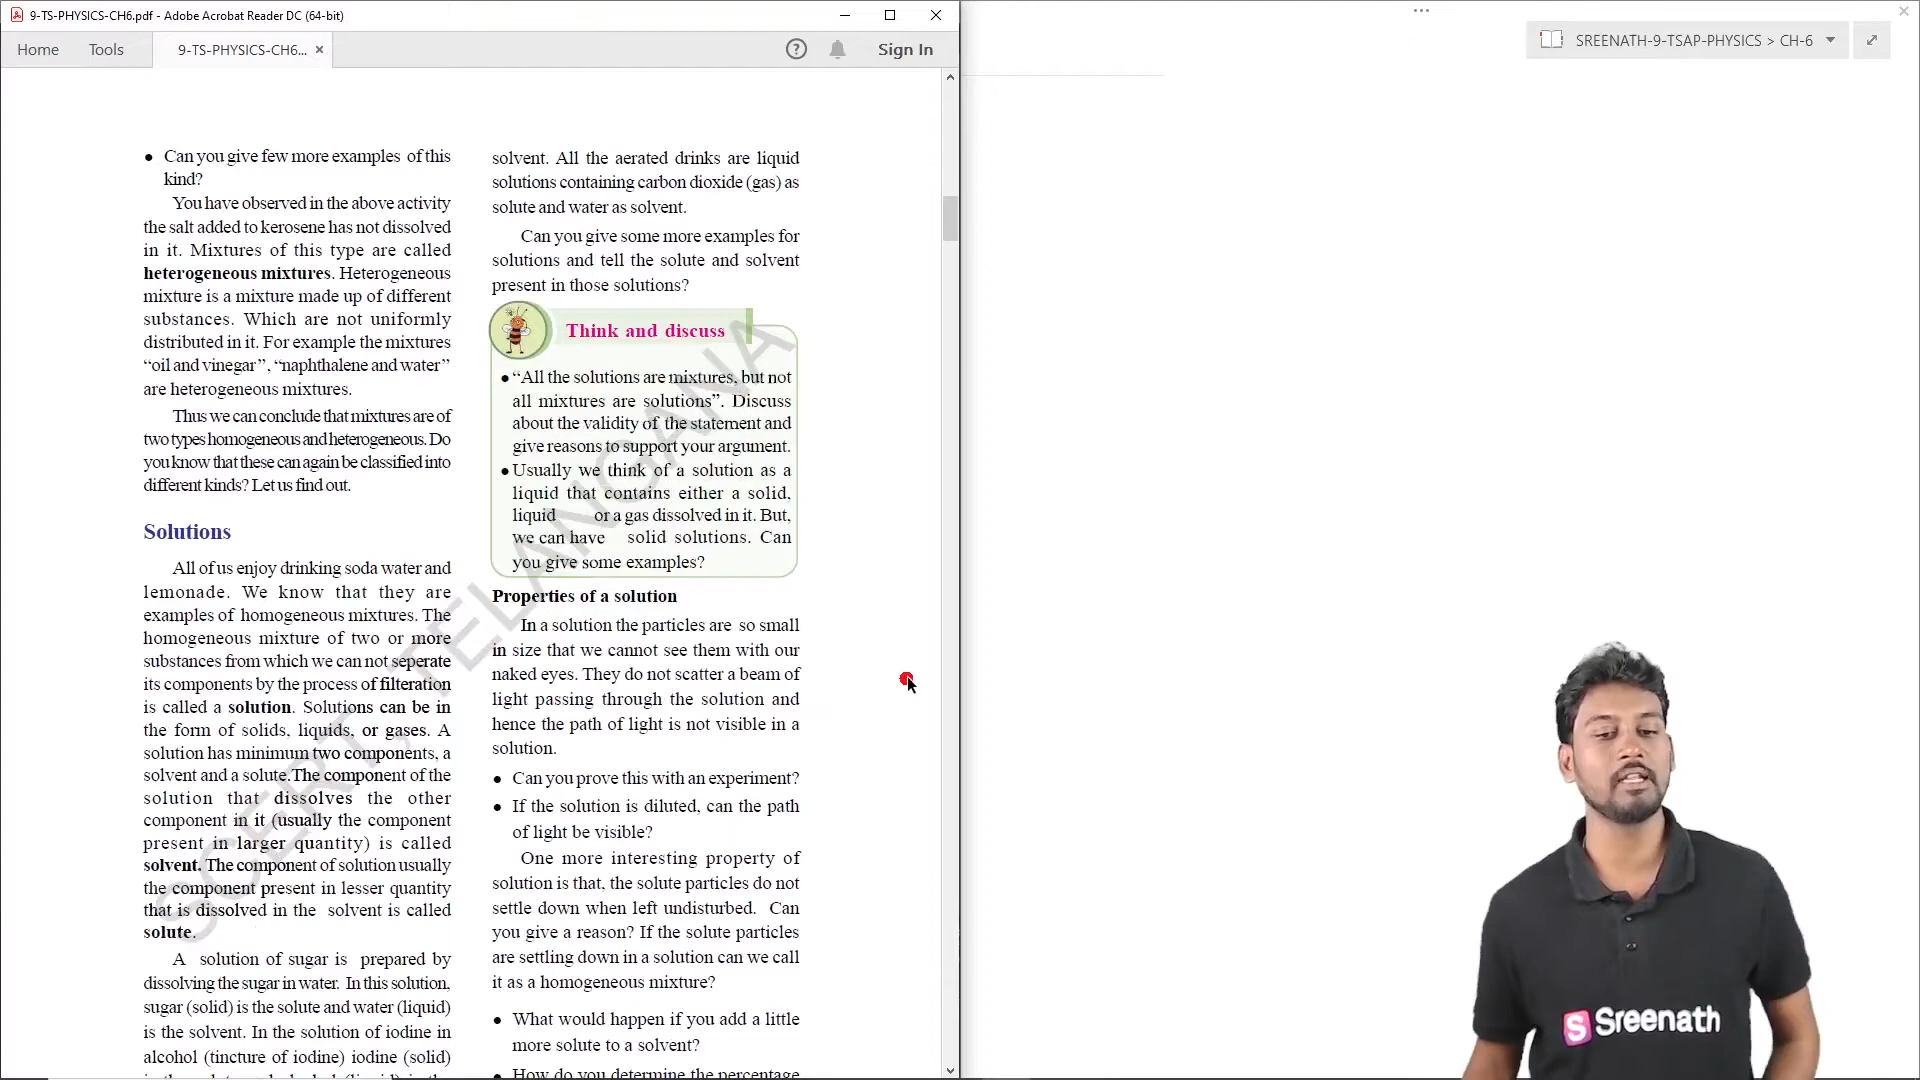 9-TS-PHYSICS-CH6.pdf - Adobe Acrobat Reader DC (64-bit)
Home
Tools
9-TS-PHYSICS-CH6...
Sign In
SREENATH-9-TSAP-PHYSICS > CH-6
● Can you give few more examples of this
kind?
You have observed in the above activity
the salt added to kerosene has not dissolved
in it. Mixtures of this type are called
heterogeneous mixtures. Heterogeneous
mixture is a mixture made up of different
substances. Which are not uniformly
distributed in it. For example the mixtures
“oil and vinegar”, “naphthalene and water”
are heterogeneous mixtures.
Thus we can conclude that mixtures are of
two types homogeneous and heterogeneous. Do
you know that these can again be classified into
different kinds? Let us find out.
Solutions
All of us enjoy drinking soda water and
lemonade. We know that they are
examples of homogeneous mixtures. The
homogeneous mixture of two or more
substances from which we can not seperate
its components by the process of filteration
is called a solution. Solutions can be in
the form of solids, liquids, or gases. A
solution has minimum two components, a
solvent and a solute.The component of the
solution that dissolves the other
component in it (usually the component
present in larger quantity) is called
solvent. The component of solution usually
the component present in lesser quantity
that is dissolved in the solvent is called
solute.
A solution of sugar is prepared by
dissolving the sugar in water. In this solution,
sugar (solid) is the solute and water (liquid)
is the solvent. In the solution of iodine in
alcohol (tincture of iodine) iodine (solid)
solvent. All the aerated drinks are liquid
solutions containing carbon dioxide (gas) as
solute and water as solvent.
Can you give some more examples for
solutions and tell the solute and solvent
present in those solutions?
Think and discuss
● “All the solutions are mixtures, but not
all mixtures are solutions”. Discuss
about the validity of the statement and
give reasons to support your argument.
● Usually we think of a solution as a
liquid that contains either a solid,
liquid or a gas dissolved in it. But,
we can have solid solutions. Can
you give some examples?
Properties of a solution
In a solution the particles are so small
in size that we cannot see them with our
naked eyes. They do not scatter a beam of
light passing through the solution and
hence the path of light is not visible in a
solution.
● Can you prove this with an experiment?
● If the solution is diluted, can the path
of light be visible?
One more interesting property of
solution is that, the solute particles do not
settle down when left undisturbed. Can
you give a reason? If the solute particles
are settling down in a solution can we call
it as a homogeneous mixture?
● What would happen if you add a little
more solute to a solvent?
● How do you determine the percentage
SCERT, TELANGANA
Sreenath